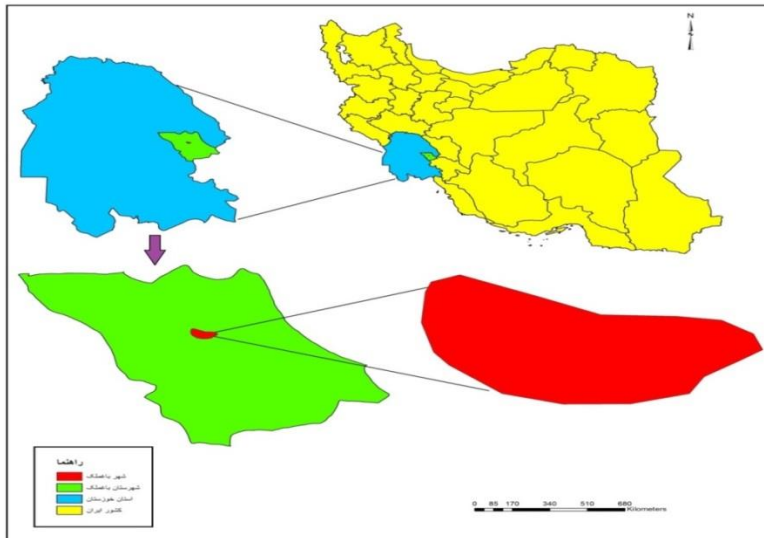 N
راهنما
شهر باغملک
شهرستان باغملک
استان خوزستان
کشور ایران
0 85 170 340 510 680
Kilometers